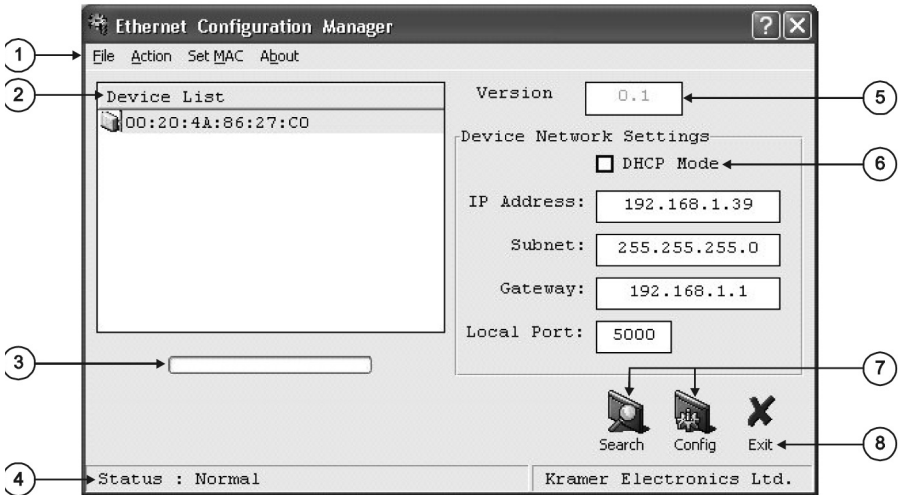 Ethernet Configuration Manager
1
File Action Set MAC About
2
Device List
00:20:4A:86:27:C0
Version 0.1
5
Device Network Settings
DHCP Mode
6
IP Address: 192.168.1.39
Subnet: 255.255.255.0
Gateway: 192.168.1.1
Local Port: 5000
3
7
Search Config Exit
8
4
Status : Normal
Kramer Electronics Ltd.